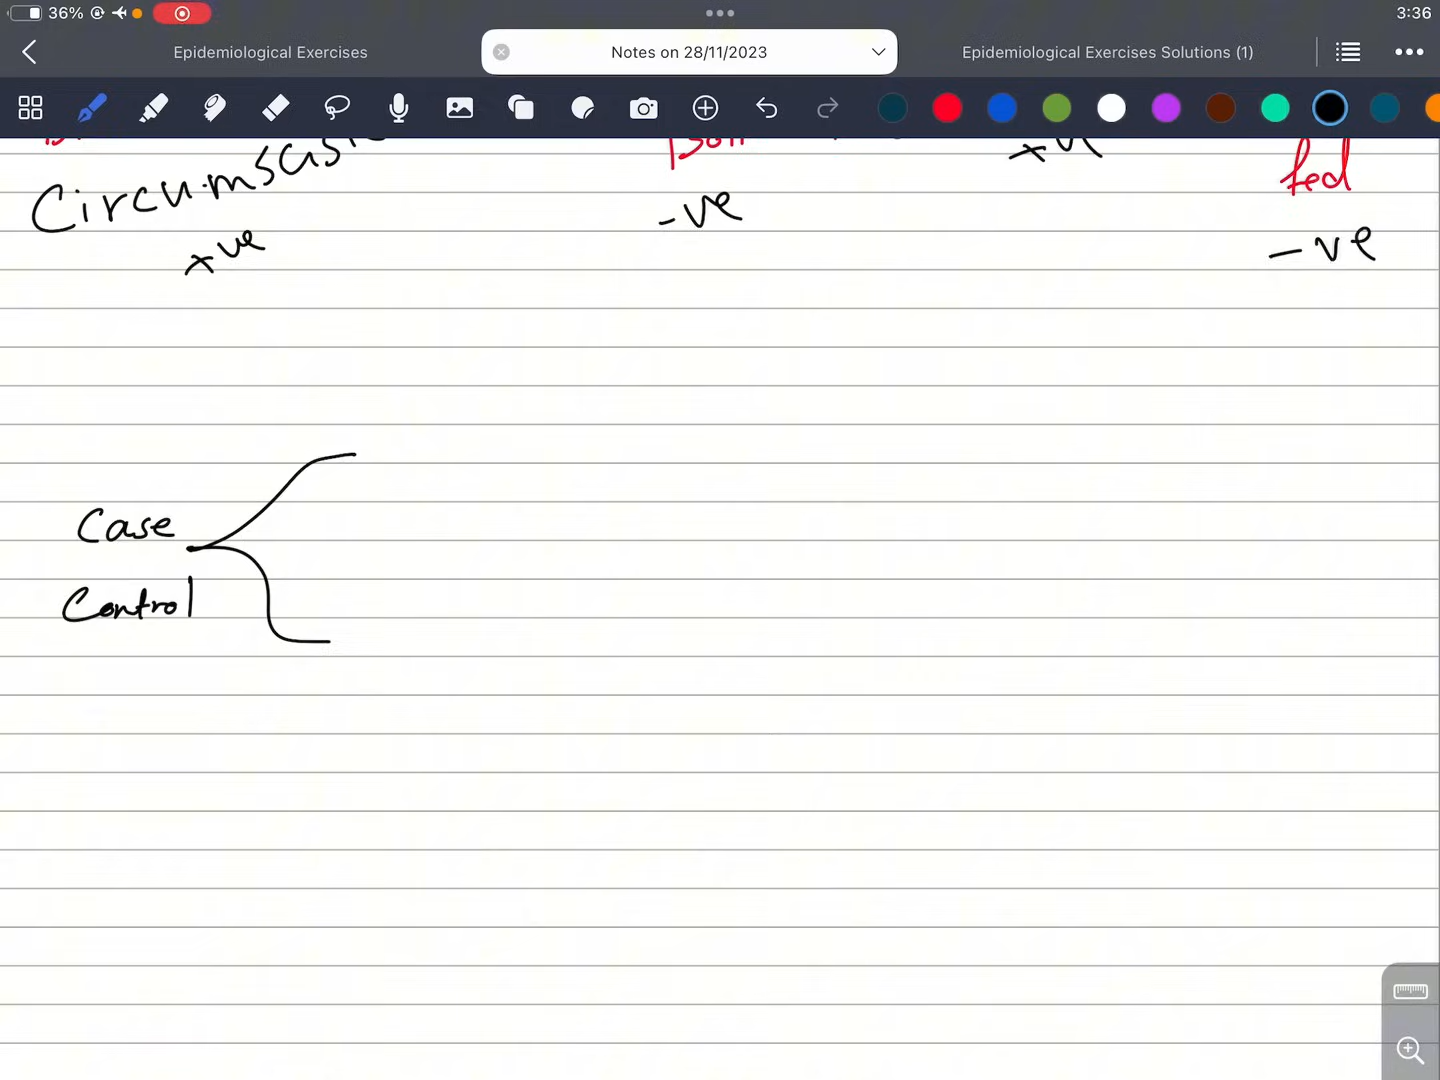 36% 3:36
Epidemiological Exercises Notes on 28/11/2023 Epidemiological Exercises Solutions (1)
fed
-ve
+ve
-ve
Case
Control